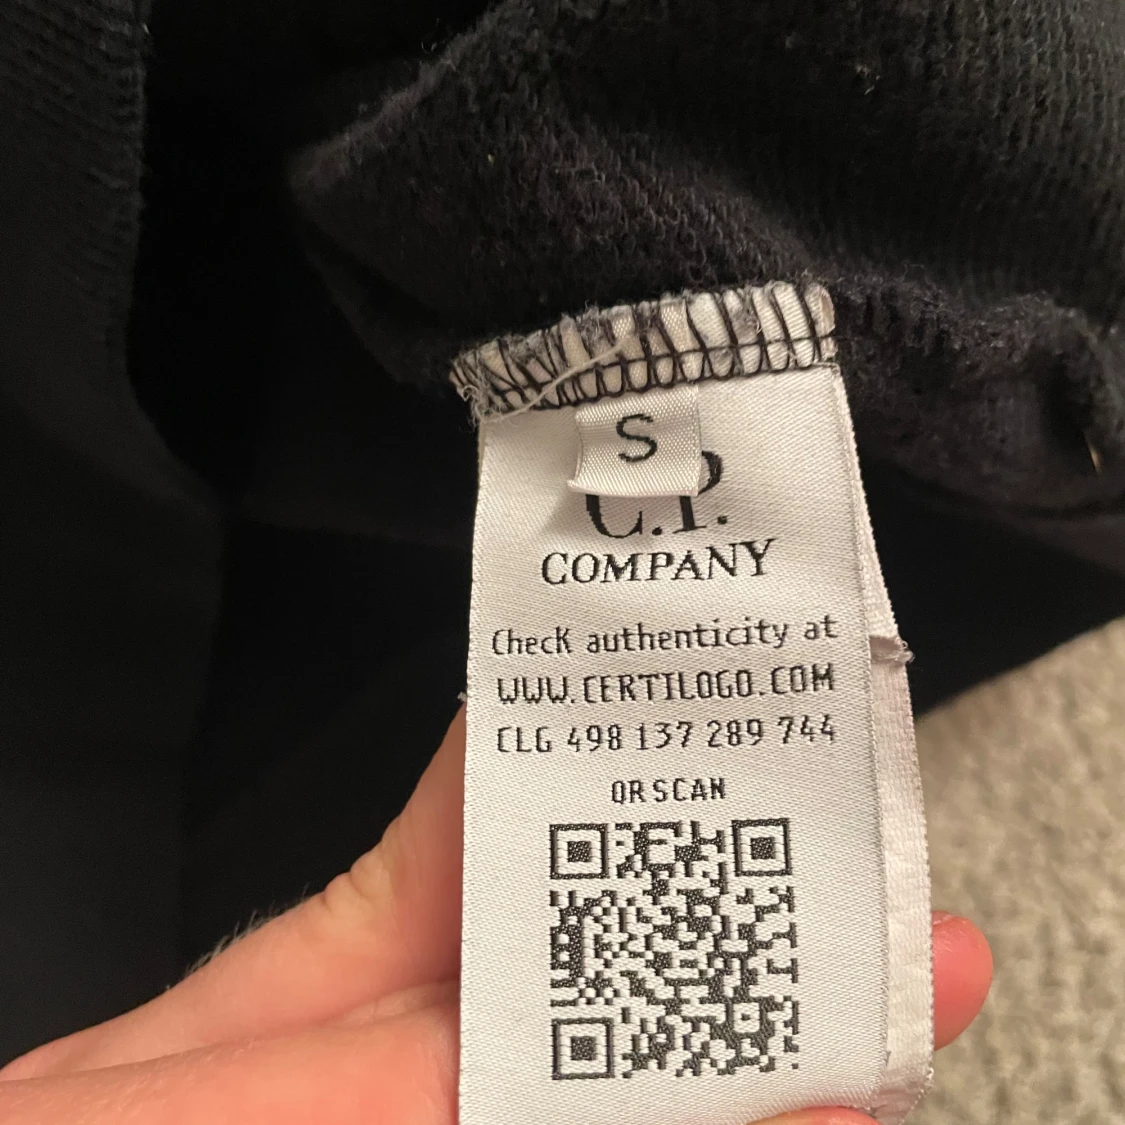 S
C.P.
COMPANY
Check authenticity at
WWW.CERTILOGO.COM
CLG 498 137 289 744
OR SCAN